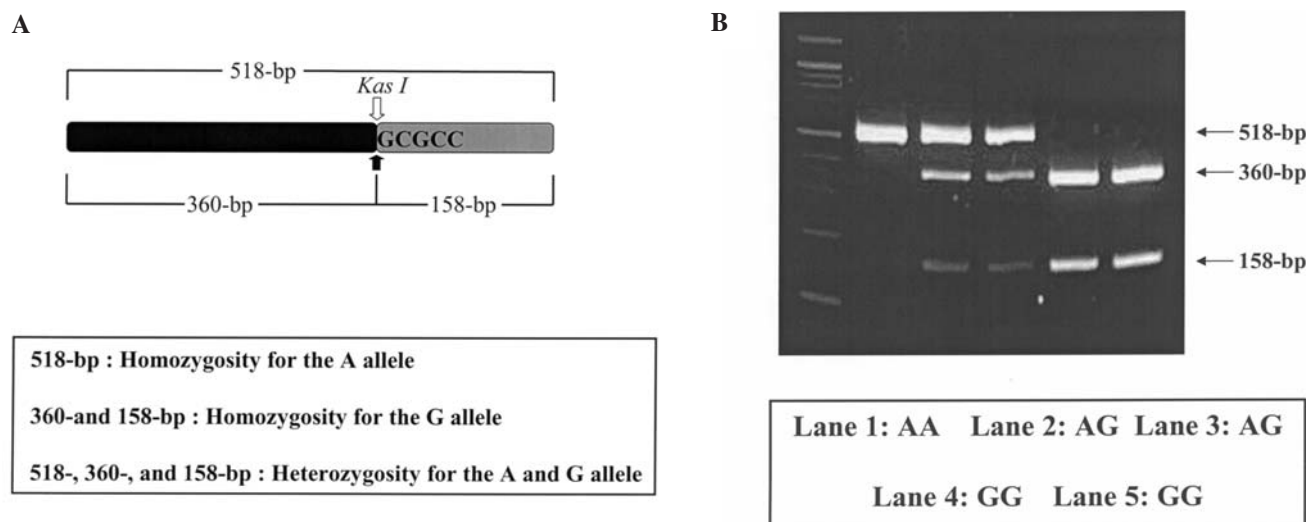 A
518-bp
Kas I
GCGCC
360-bp 158-bp
518-bp : Homozygosity for the A allele
360-and 158-bp : Homozygosity for the G allele
518-, 360-, and 158-bp : Heterozygosity for the A and G allele
B
518-bp
360-bp
158-bp
Lane 1: AA Lane 2: AG Lane 3: AG
Lane 4: GG Lane 5: GG